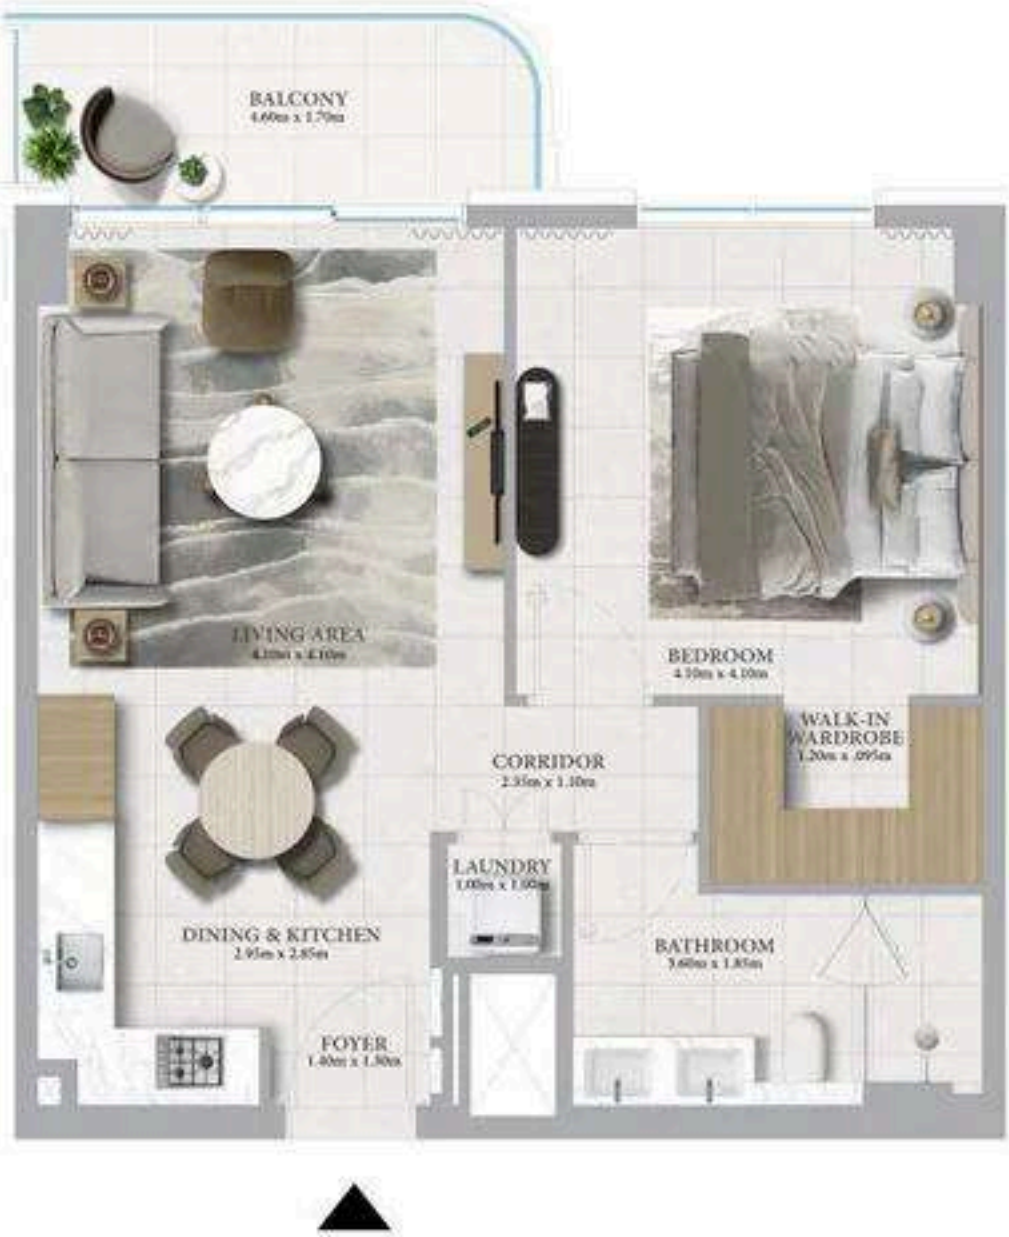 BALCONY
4.60m x 1.70m
LIVING AREA
4.10m x 4.10m
BEDROOM
4.10m x 4.10m
WALK-IN
WARDROBE
1.20m x .095m
CORRIDOR
2.35m x 1.10m
LAUNDRY
1.00m x 1.00m
DINING & KITCHEN
2.95m x 2.85m
BATHROOM
3.60m x 1.85m
FOYER
1.40m x 1.30m